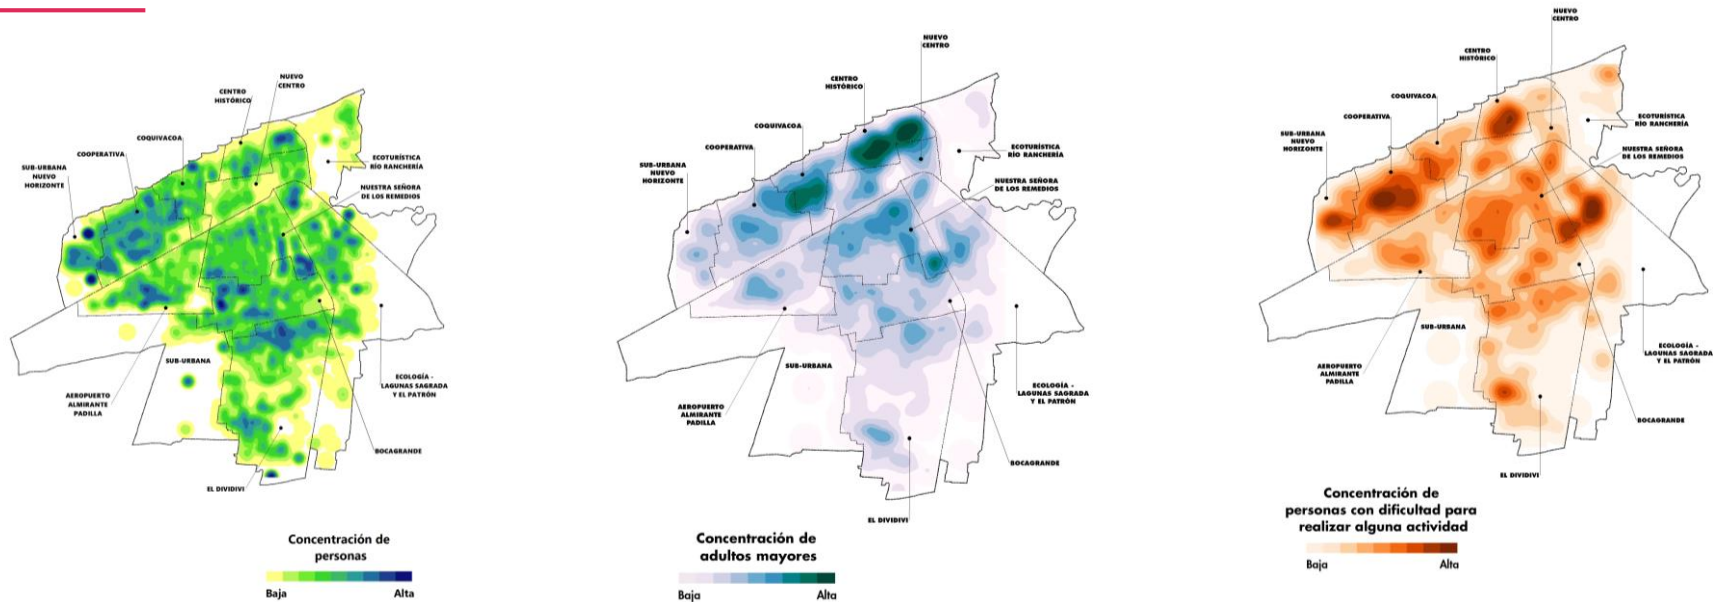 NUEVO
CENTRO
CENTRO
HISTÓRICO
COQUIVACOA
COOPERATIVA
SUB-URBANA
NUEVO
HORIZONTE
ECOTURÍSTICA
RÍO RANCHERÍA
NUESTRA SEÑORA
DE LOS REMEDIOS
SUB-URBANA
AEROPUERTO
ALMIRANTE
PADILLA
ECOLOGÍA -
LAGUNAS SAGRADA
Y EL PATRÓN
BOCAGRANDE
EL DIVIDIVI
Concentración de
personas
Baja
Alta
NUEVO
CENTRO
CENTRO
HISTÓRICO
COQUIVACOA
COOPERATIVA
SUB-URBANA
NUEVO
HORIZONTE
ECOTURÍSTICA
RÍO RANCHERÍA
NUESTRA SEÑORA
DE LOS REMEDIOS
SUB-URBANA
AEROPUERTO
ALMIRANTE
PADILLA
ECOLOGÍA -
LAGUNAS SAGRADA
Y EL PATRÓN
BOCAGRANDE
EL DIVIDIVI
Concentración de
adultos mayores
Baja
Alta
NUEVO
CENTRO
CENTRO
HISTÓRICO
COQUIVACOA
COOPERATIVA
SUB-URBANA
NUEVO
HORIZONTE
ECOTURÍSTICA
RÍO RANCHERÍA
NUESTRA SEÑORA
DE LOS REMEDIOS
SUB-URBANA
AEROPUERTO
ALMIRANTE
PADILLA
ECOLOGÍA -
LAGUNAS SAGRADA
Y EL PATRÓN
BOCAGRANDE
EL DIVIDIVI
Concentración de
personas con dificultad para
realizar alguna actividad
Baja
Alta